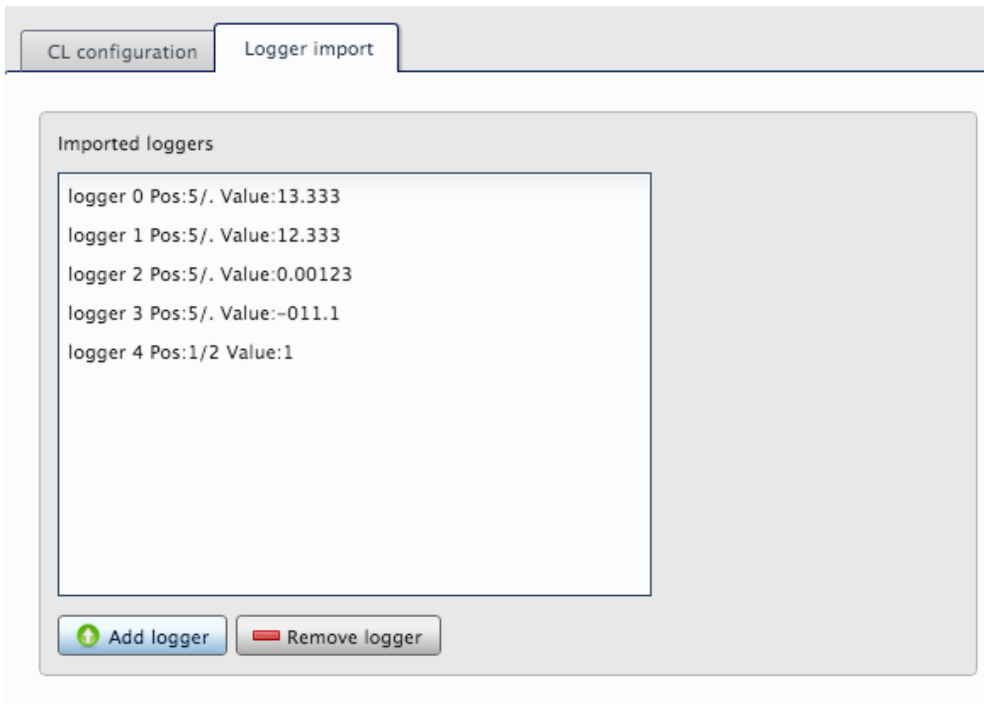 CL configuration
Logger import
Imported loggers
logger 0 Pos:5/. Value:13.333
logger 1 Pos:5/. Value:12.333
logger 2 Pos:5/. Value:0.00123
logger 3 Pos:5/. Value:-011.1
logger 4 Pos:1/2 Value:1
Add logger
Remove logger